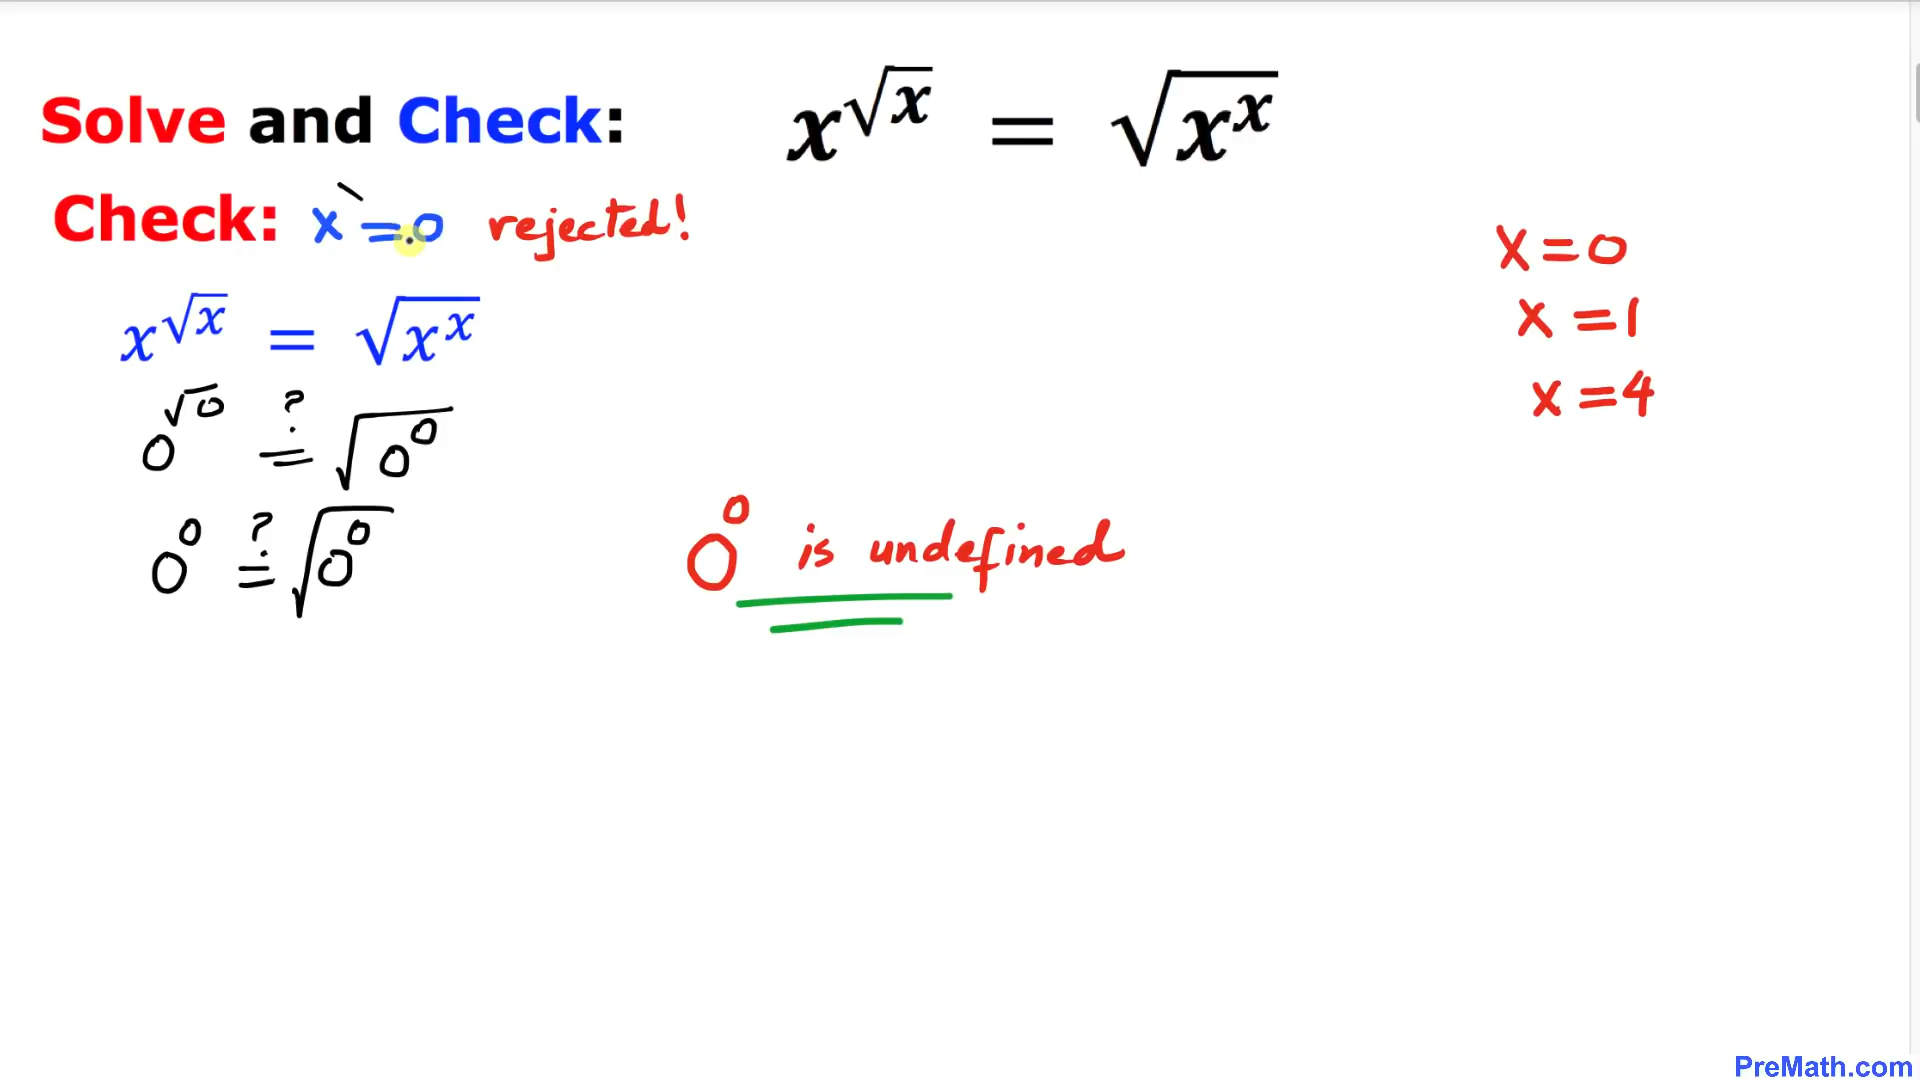 Solve and Check: x^√x = √(x^x)
Check: x = 0 rejected!
x = 0
x = 1
x^√x = √(x^x)
x = 4
0^√0 ≟ √(0^0)
0^0 ≟ √(0^0)
0^0 is undefined
PreMath.com